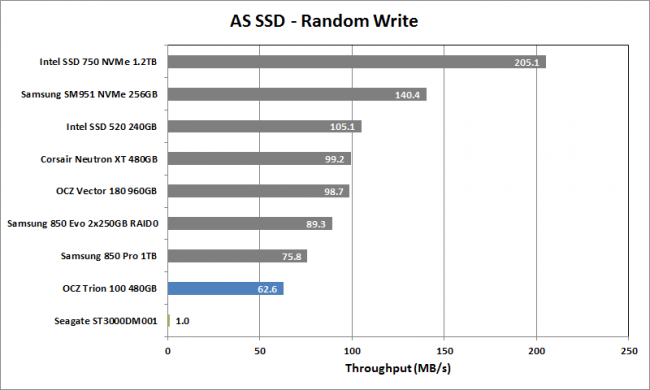 AS SSD - Random Write
Intel SSD 750 NVMe 1.2TB 205.1
Samsung SM951 NVMe 256GB 140.4
Intel SSD 520 240GB 105.1
Corsair Neutron XT 480GB 99.2
OCZ Vector 180 960GB 98.7
Samsung 850 Evo 2x250GB RAID0 89.3
Samsung 850 Pro 1TB 75.8
OCZ Trion 100 480GB 62.6
Seagate ST3000DM001 1.0
0 50 100 150 200 250
Throughput (MB/s)